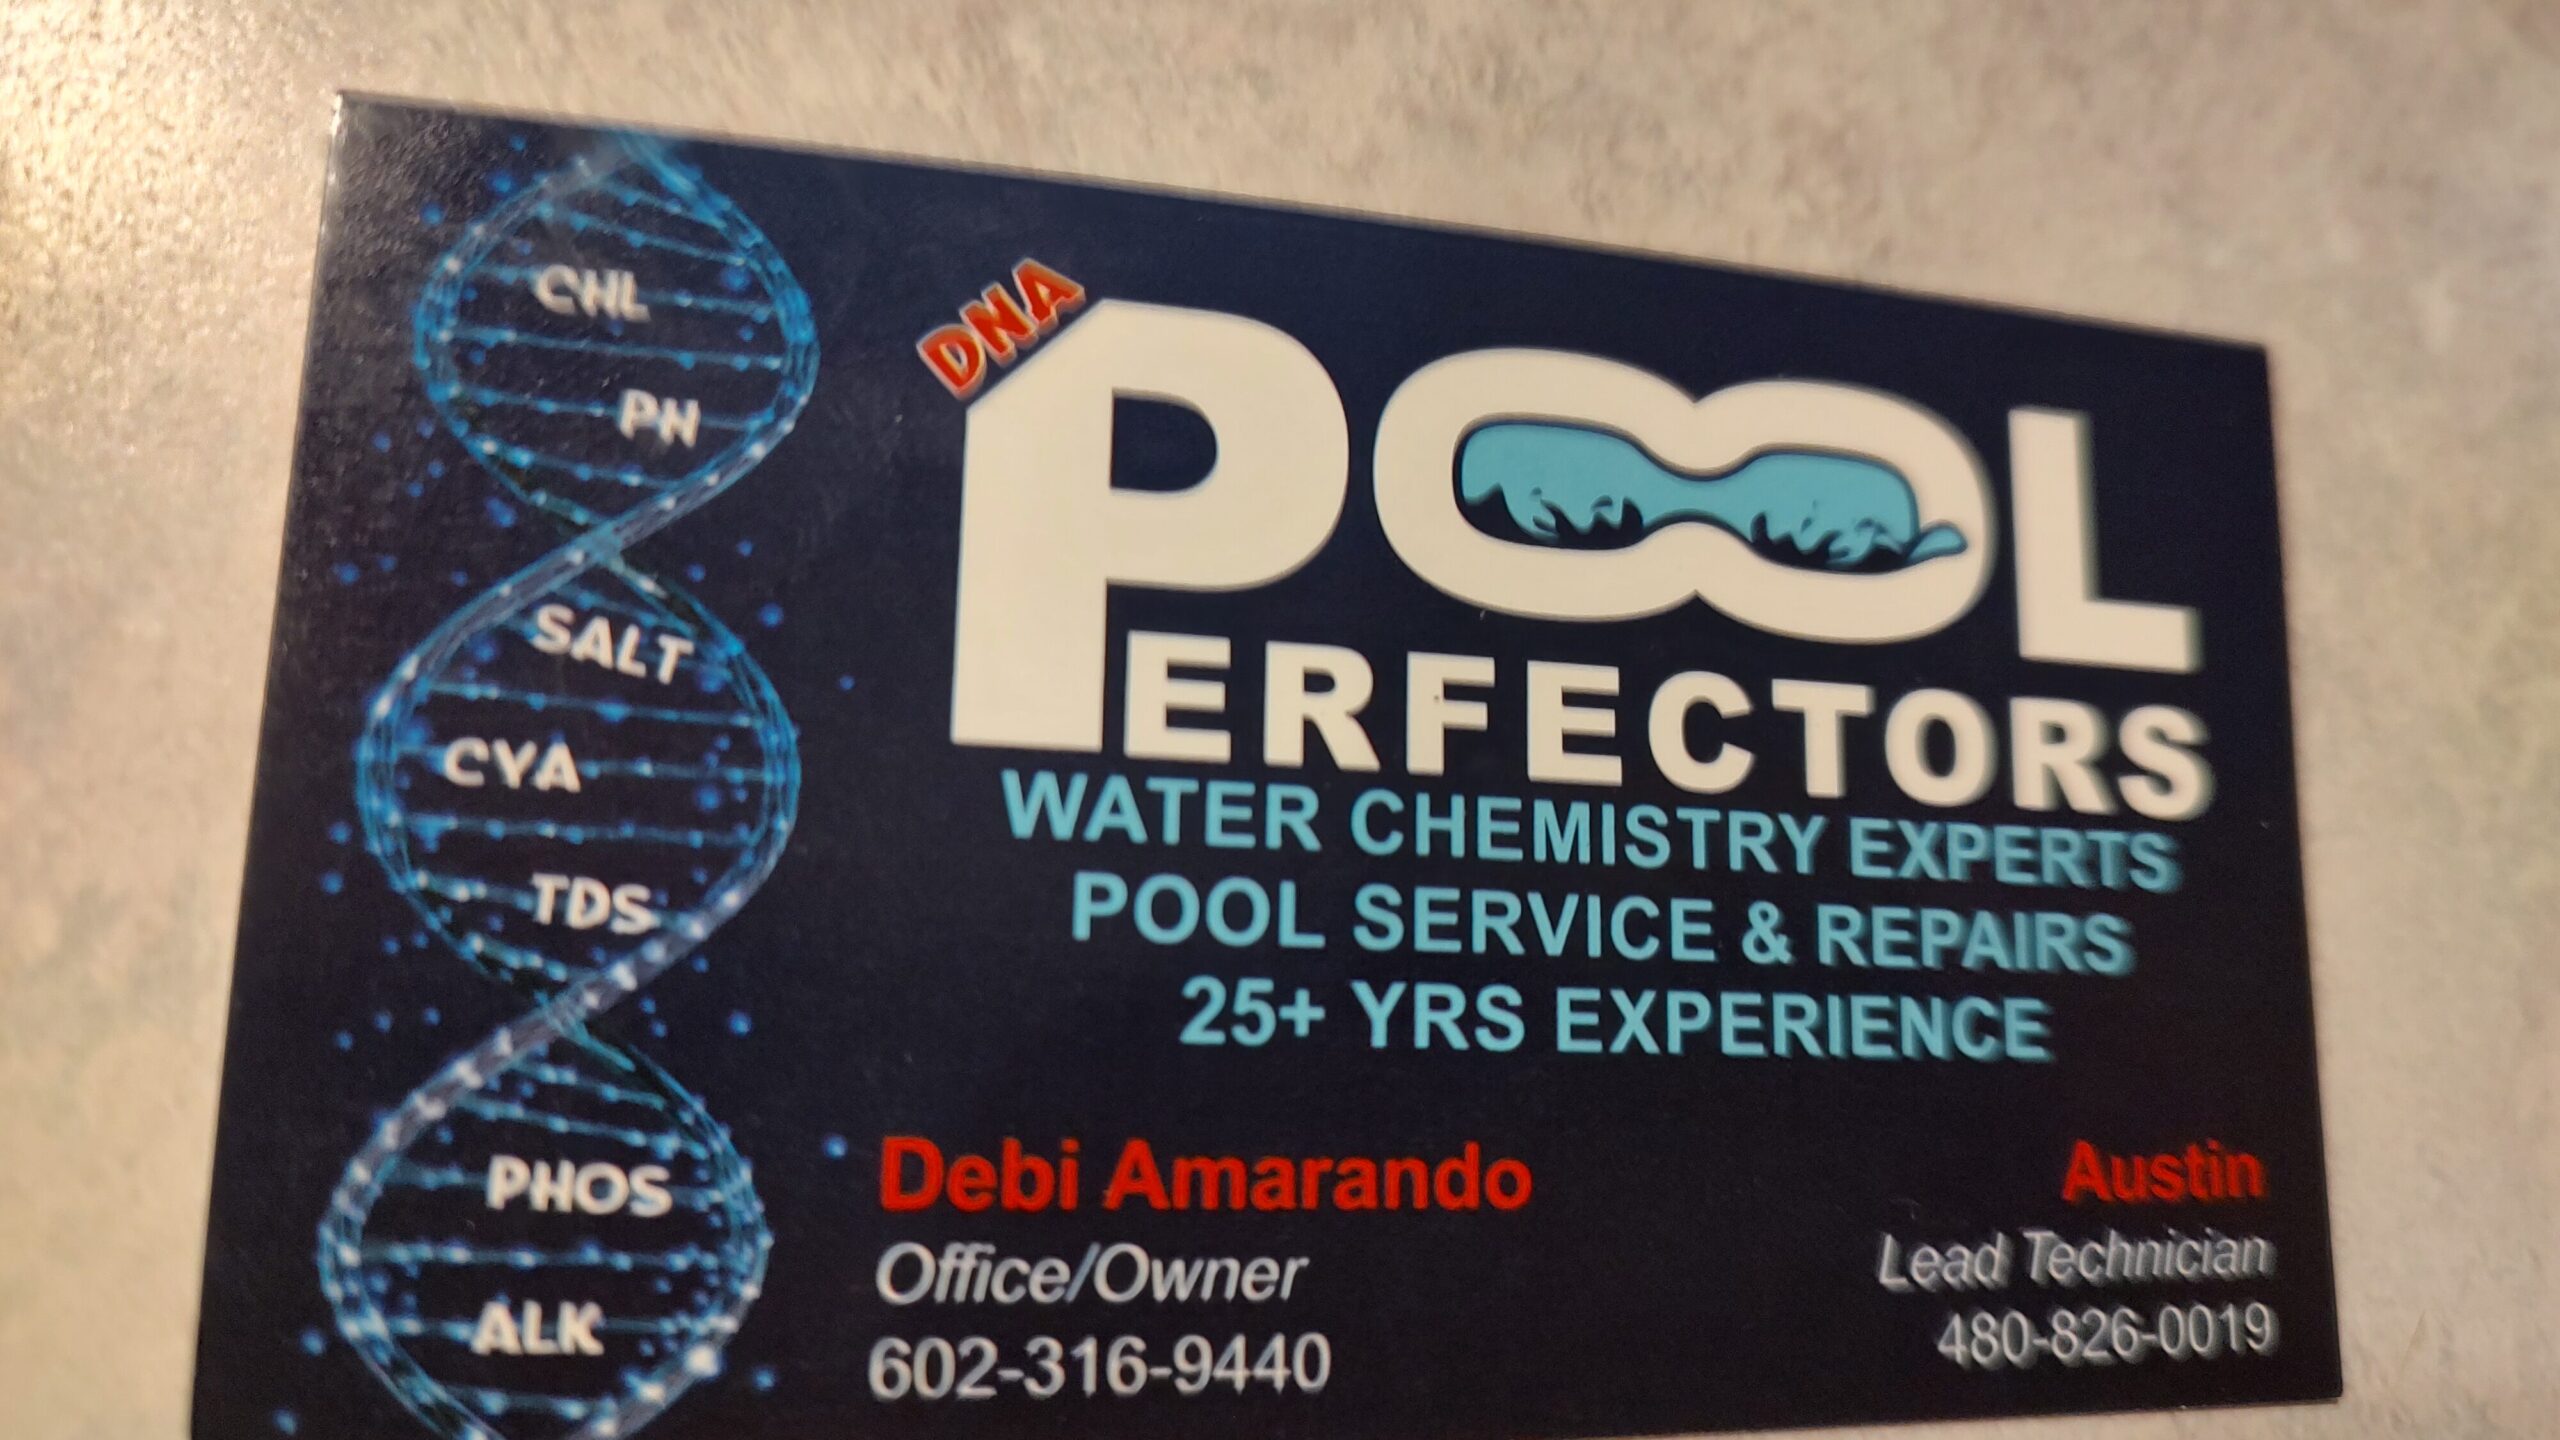 CHL
PH
SALT
CYA
TDS
PHOS
ALK
DNA
POOL
PERFECTORS
WATER CHEMISTRY EXPERTS
POOL SERVICE & REPAIRS
25+ YRS EXPERIENCE
Debi Amarando
Office/Owner
602-316-9440
Austin
Lead Technician
480-826-0019